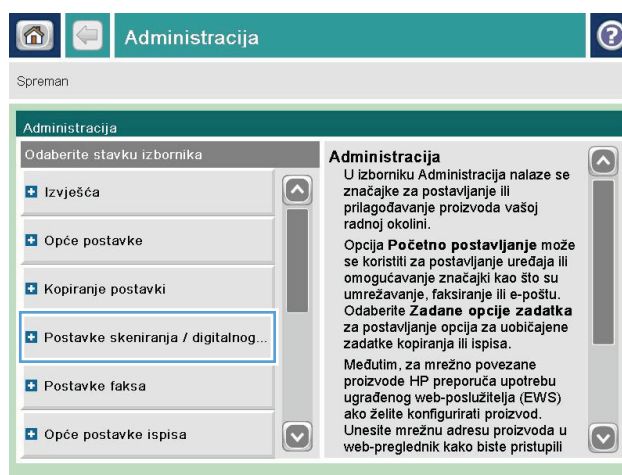 Administracija
?
Spreman
Administracija
Odaberite stavku izbornika
Izvješća
Opće postavke
Kopiranje postavki
Postavke skeniranja / digitalnog...
Postavke faksa
Opće postavke ispisa
Administracija
U izborniku Administracija nalaze se
značajke za postavljanje ili
prilagođavanje proizvoda vašoj
radnoj okolini.
Opcija Početno postavljanje može
se koristiti za postavljanje uređaja ili
omogućavanje značajki kao što su
umrežavanje, faksiranje ili e-poštu.
Odaberite Zadane opcije zadatka
za postavljanje opcija za uobičajene
zadatke kopiranja ili ispisa.
Međutim, za mrežno povezane
proizvode HP preporuča upotrebu
ugrađenog web-poslužitelja (EWS)
ako želite konfigurirati proizvod.
Unesite mrežnu adresu proizvoda u
web-preglednik kako biste pristupili